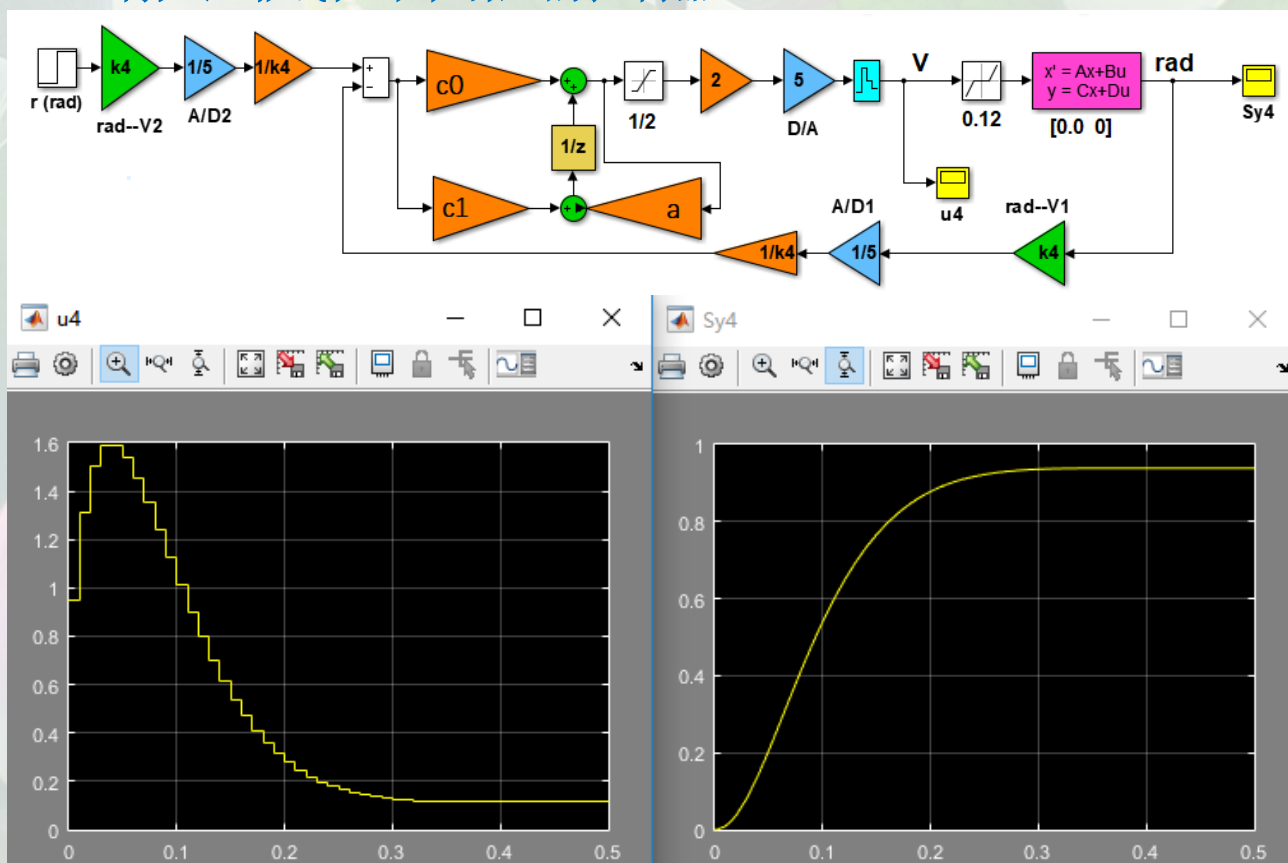 k4
1/5
1/k4
+
-
c0
+
+
2
5
V
x' = Ax+Bu
y = Cx+Du
rad
r (rad)
rad--V2
A/D2
1/2
D/A
0.12
[0.0 0]
Sy4
1/z
c1
+
a
u4
A/D1
rad--V1
1/k4
1/5
k4
u4
Sy4
1.6
1.4
1.2
1
0.8
0.6
0.4
0.2
0
0
0.1
0.2
0.3
0.4
0.5
1
0.8
0.6
0.4
0.2
0
0
0.1
0.2
0.3
0.4
0.5